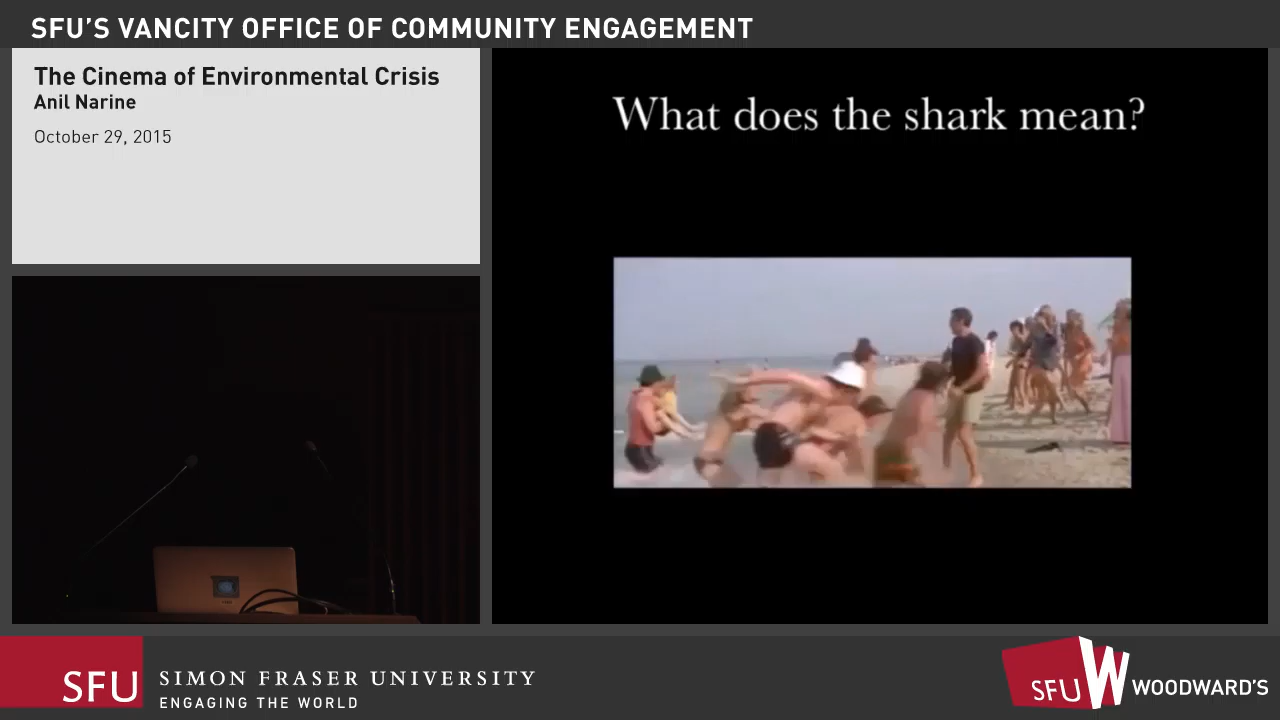 SFU'S VANCITY OFFICE OF COMMUNITY ENGAGEMENT
The Cinema of Environmental Crisis
Anil Narine
October 29, 2015
What does the shark mean?
SFU
SIMON FRASER UNIVERSITY
ENGAGING THE WORLD
SFU W WOODWARD'S